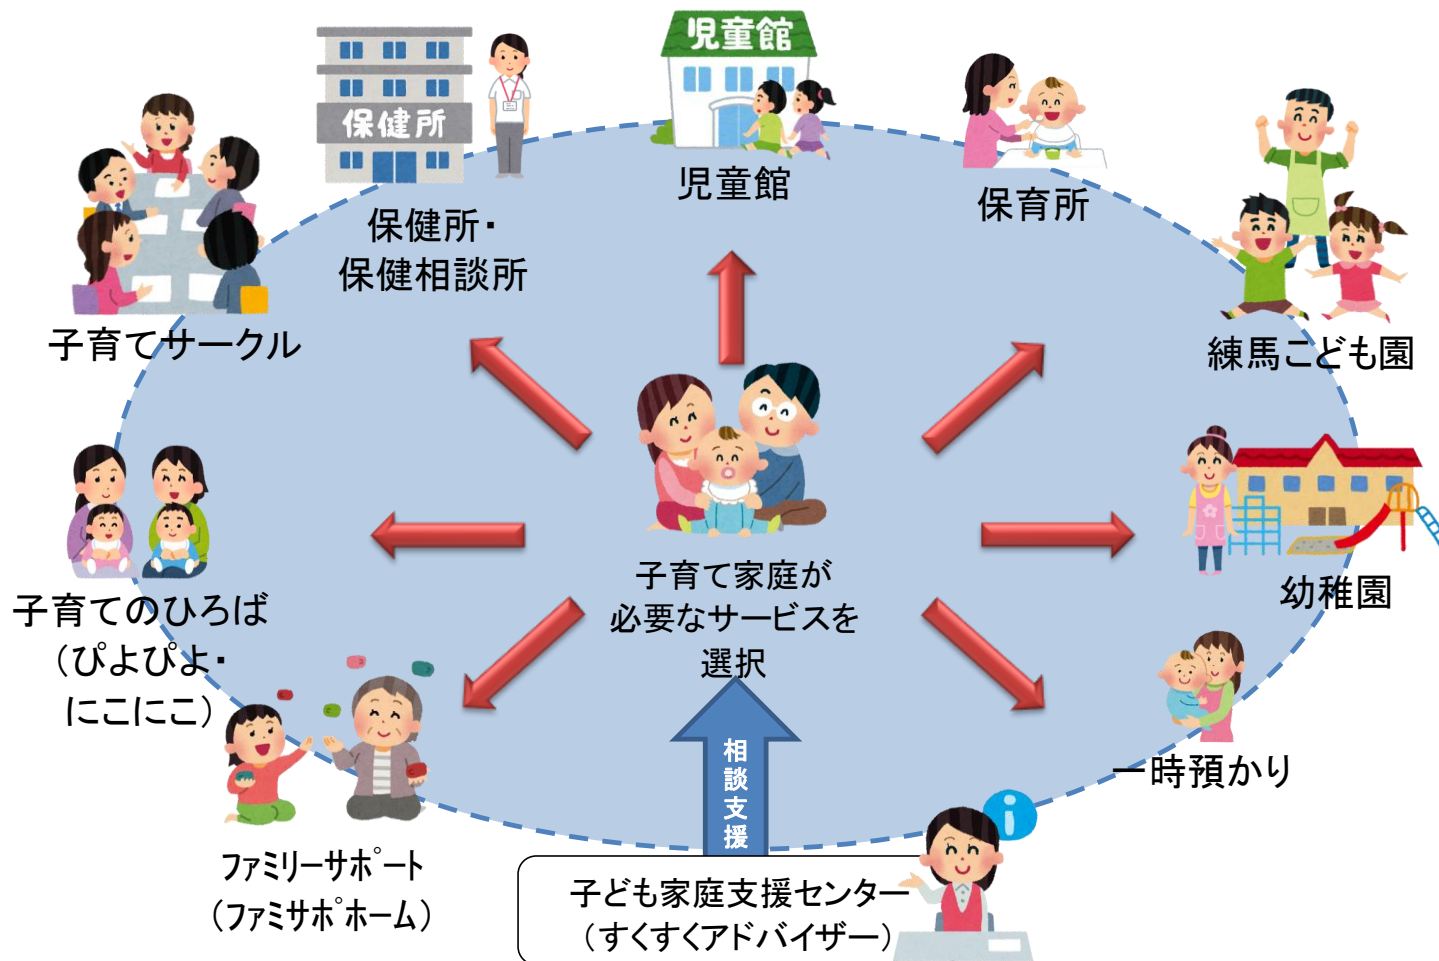 児童館
保健所
児童館
保育所
保健所・
保健相談所
子育てサークル
練馬こども園
子育て家庭が
必要なサービスを
選択
幼稚園
子育てのひろば
（ぴよぴよ・
にこにこ）
相談支援
一時預かり
ファミリーサポート
（ファミサポホーム）
i
子ども家庭支援センター
（すくすくアドバイザー）